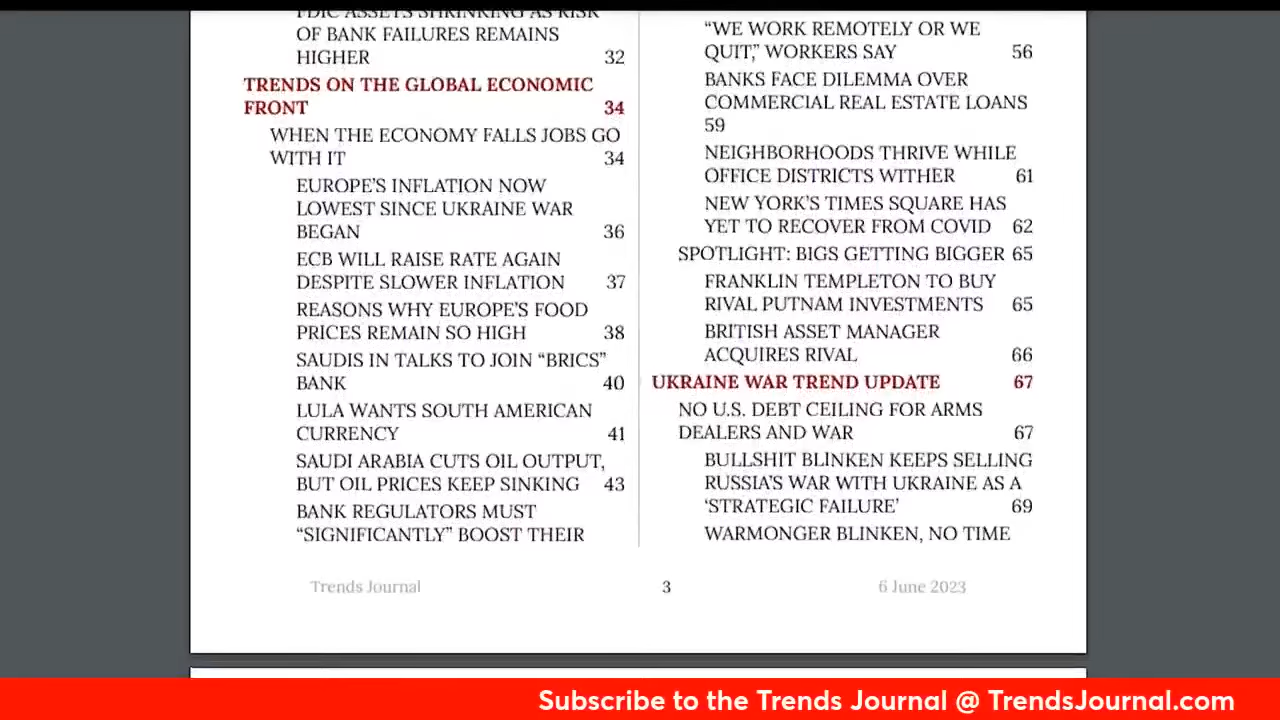 FDIC ASSETS SHRINKING AS RISK
OF BANK FAILURES REMAINS
HIGHER 32
TRENDS ON THE GLOBAL ECONOMIC
FRONT 34
WHEN THE ECONOMY FALLS JOBS GO
WITH IT 34
EUROPE'S INFLATION NOW
LOWEST SINCE UKRAINE WAR
BEGAN 36
ECB WILL RAISE RATE AGAIN
DESPITE SLOWER INFLATION 37
REASONS WHY EUROPE'S FOOD
PRICES REMAIN SO HIGH 38
SAUDIS IN TALKS TO JOIN “BRICS”
BANK 40
LULA WANTS SOUTH AMERICAN
CURRENCY 41
SAUDI ARABIA CUTS OIL OUTPUT,
BUT OIL PRICES KEEP SINKING 43
BANK REGULATORS MUST
“SIGNIFICANTLY” BOOST THEIR
“WE WORK REMOTELY OR WE
QUIT,” WORKERS SAY 56
BANKS FACE DILEMMA OVER
COMMERCIAL REAL ESTATE LOANS
59
NEIGHBORHOODS THRIVE WHILE
OFFICE DISTRICTS WITHER 61
NEW YORK'S TIMES SQUARE HAS
YET TO RECOVER FROM COVID 62
SPOTLIGHT: BIGS GETTING BIGGER 65
FRANKLIN TEMPLETON TO BUY
RIVAL PUTNAM INVESTMENTS 65
BRITISH ASSET MANAGER
ACQUIRES RIVAL 66
UKRAINE WAR TREND UPDATE 67
NO U.S. DEBT CEILING FOR ARMS
DEALERS AND WAR 67
BULLSHIT BLINKEN KEEPS SELLING
RUSSIA'S WAR WITH UKRAINE AS A
‘STRATEGIC FAILURE’ 69
WARMONGER BLINKEN, NO TIME
Trends Journal 3 6 June 2023
Subscribe to the Trends Journal @ TrendsJournal.com